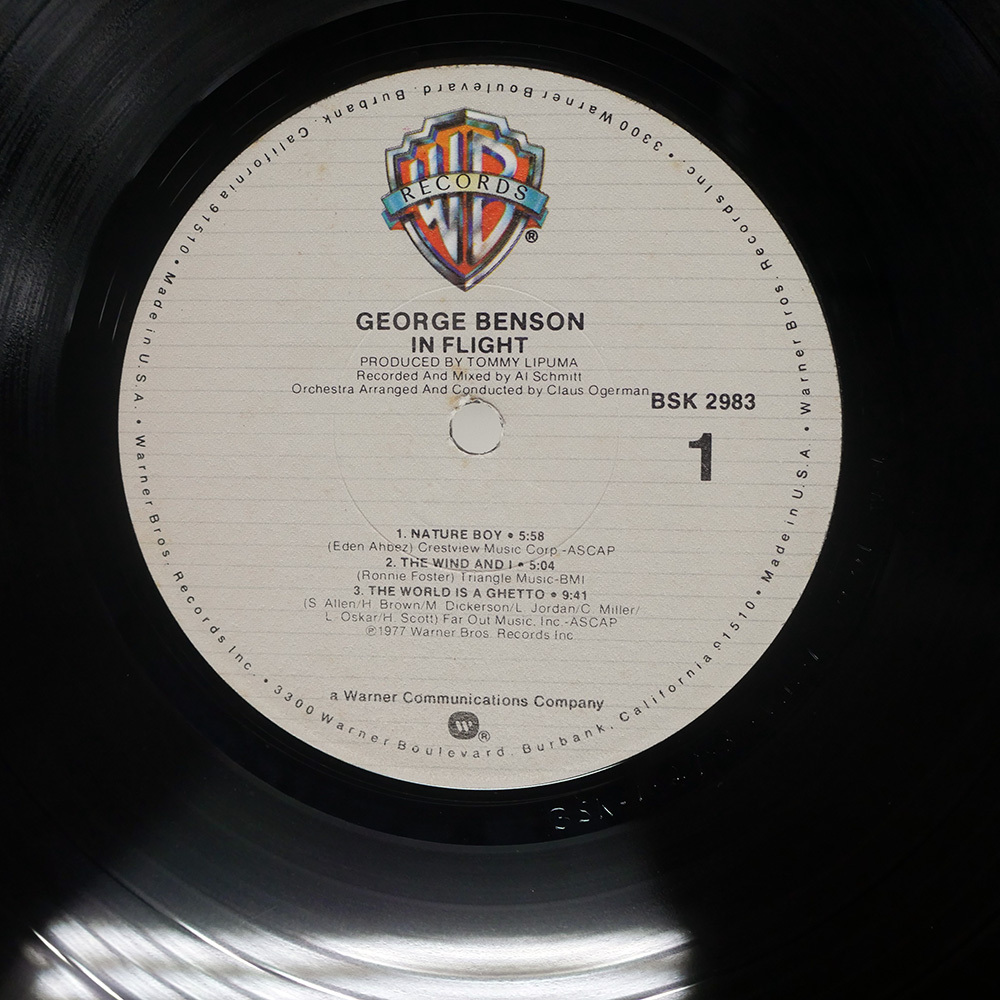 RECORDS
®
GEORGE BENSON
IN FLIGHT
PRODUCED BY TOMMY LIPUMA
Recorded And Mixed by Al Schmitt
Orchestra Arranged And Conducted by Claus Ogerman
BSK 2983
1
1. NATURE BOY • 5:58
(Eden Ahbez) Crestview Music Corp.-ASCAP
2. THE WIND AND I • 5:04
(Ronnie Foster) Triangle Music-BMI
3. THE WORLD IS A GHETTO • 9:41
(S. Allen/H. Brown/M. Dickerson/L. Jordan/C. Miller/
L. Oskar/H. Scott) Far Out Music, Inc.-ASCAP
℗1977 Warner Bros. Records Inc.
a Warner Communications Company
®
Warner Bros. Records Inc. • 3300 Warner Boulevard, Burbank, California 91510 • Made in U.S.A. • Warner Bros. Records Inc. • 3300 Warner Boulevard, Burbank, California 91510 • Made in U.S.A. •